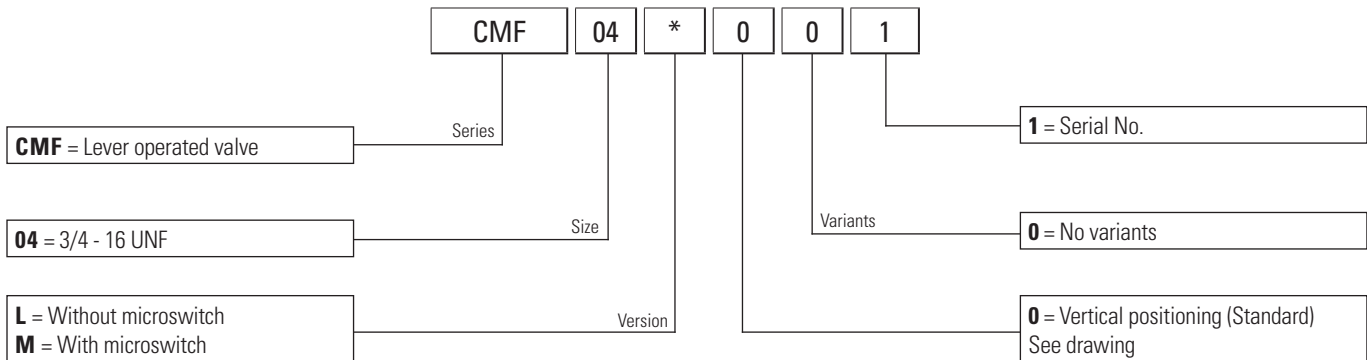 CMF 04 * 0 0 1
Series
CMF = Lever operated valve
1 = Serial No.
Size
04 = 3/4 - 16 UNF
Variants
0 = No variants
Version
L = Without microswitch
M = With microswitch
0 = Vertical positioning (Standard)
See drawing